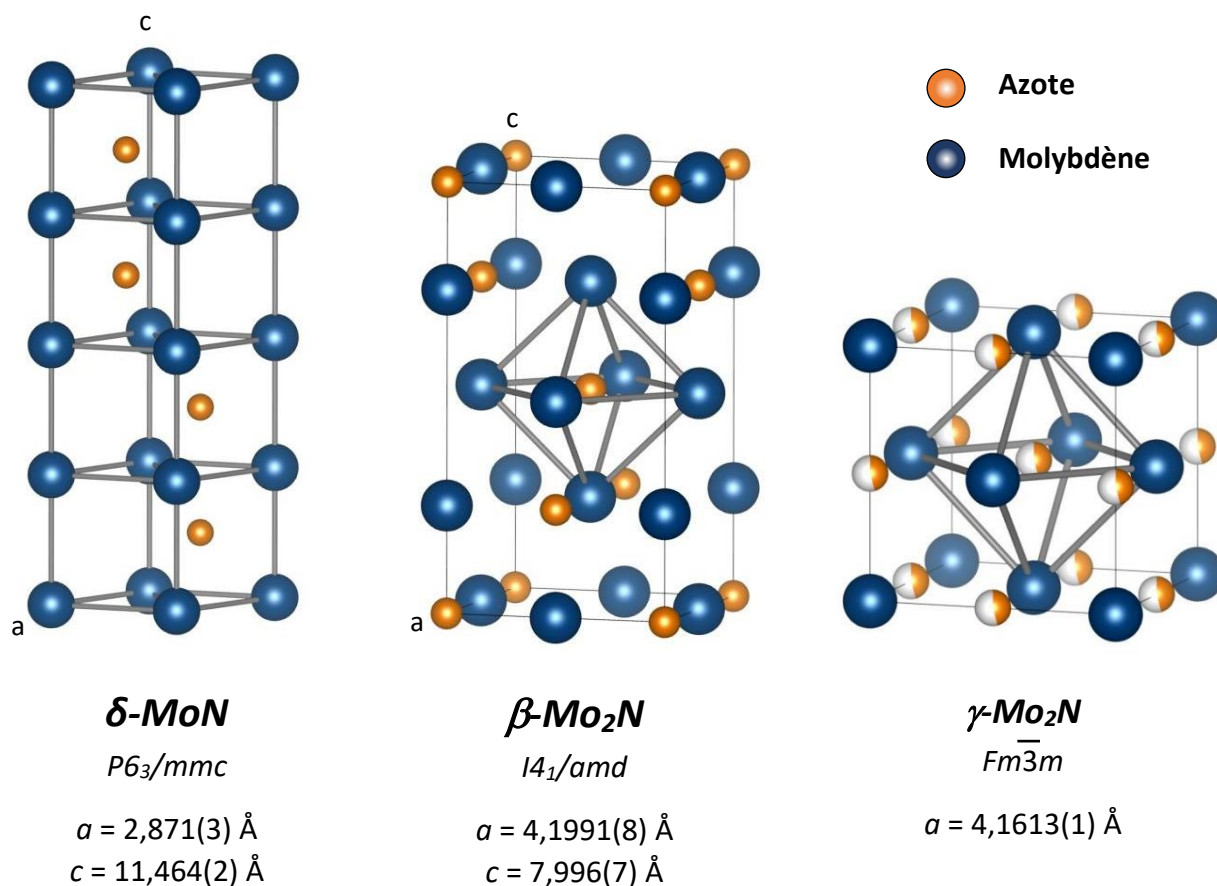 c
Azote
Molybdène
c
a
a
δ-MoN
β-Mo₂N
γ-Mo₂N
P6₃/mmc
I4₁/amd
Fm3̅m
a = 2,871(3) Å
c = 11,464(2) Å
a = 4,1991(8) Å
c = 7,996(7) Å
a = 4,1613(1) Å